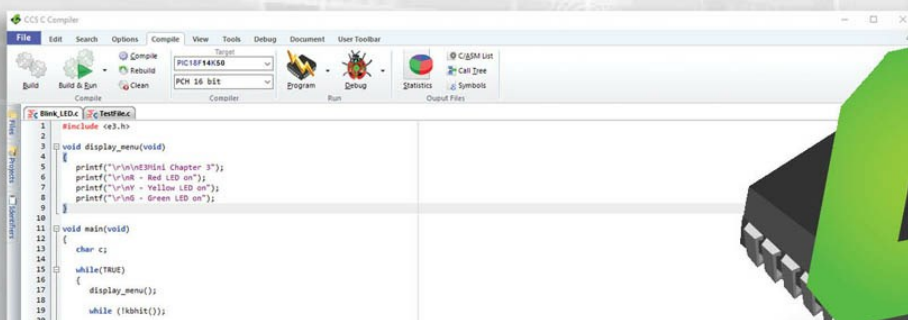 CCS C Compiler
File Edit Search Options Compile View Tools Debug Document User Toolbar
Build
Build & Run
Compile
Rebuild
Clean
Compile
Target
PIC18F14K50
PCH 16 bit
Compiler
Program
Debug
Run
Statistics
C/ASM List
Call Tree
Symbols
Ouput Files
Blink_LED.c TestFile.c
Files
Projects
Identifiers
1 #include <e3.h>
2
3 void display_menu(void)
4 {
5 printf("\r\n\nE3Mini Chapter 3");
6 printf("\r\nR - Red LED on");
7 printf("\r\nY - Yellow LED on");
8 printf("\r\nG - Green LED on");
9 }
10
11 void main(void)
12 {
13 char c;
14
15 while(TRUE)
16 {
17 display_menu();
18
19 while (!kbhit());
20